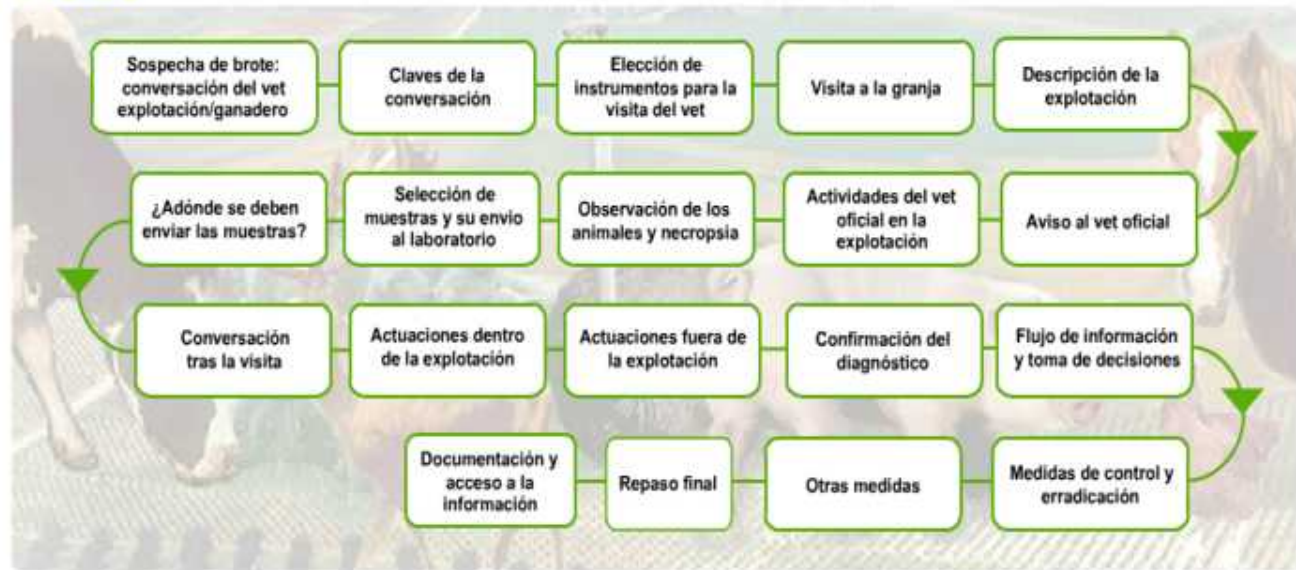 Sospecha de brote:
conversación del vet
explotación/ganadero
Claves de la
conversación
Elección de
instrumentos para la
visita del vet
Visita a la granja
Descripción de la
explotación
Aviso al vet oficial
Actividades del vet
oficial en la
explotación
Observación de los
animales y necropsia
Selección de
muestras y su envío
al laboratorio
¿Adónde se deben
enviar las muestras?
Conversación
tras la visita
Actuaciones dentro
de la explotación
Actuaciones fuera de
la explotación
Confirmación del
diagnóstico
Flujo de información
y toma de decisiones
Medidas de control y
erradicación
Otras medidas
Repaso final
Documentación y
acceso a la
información